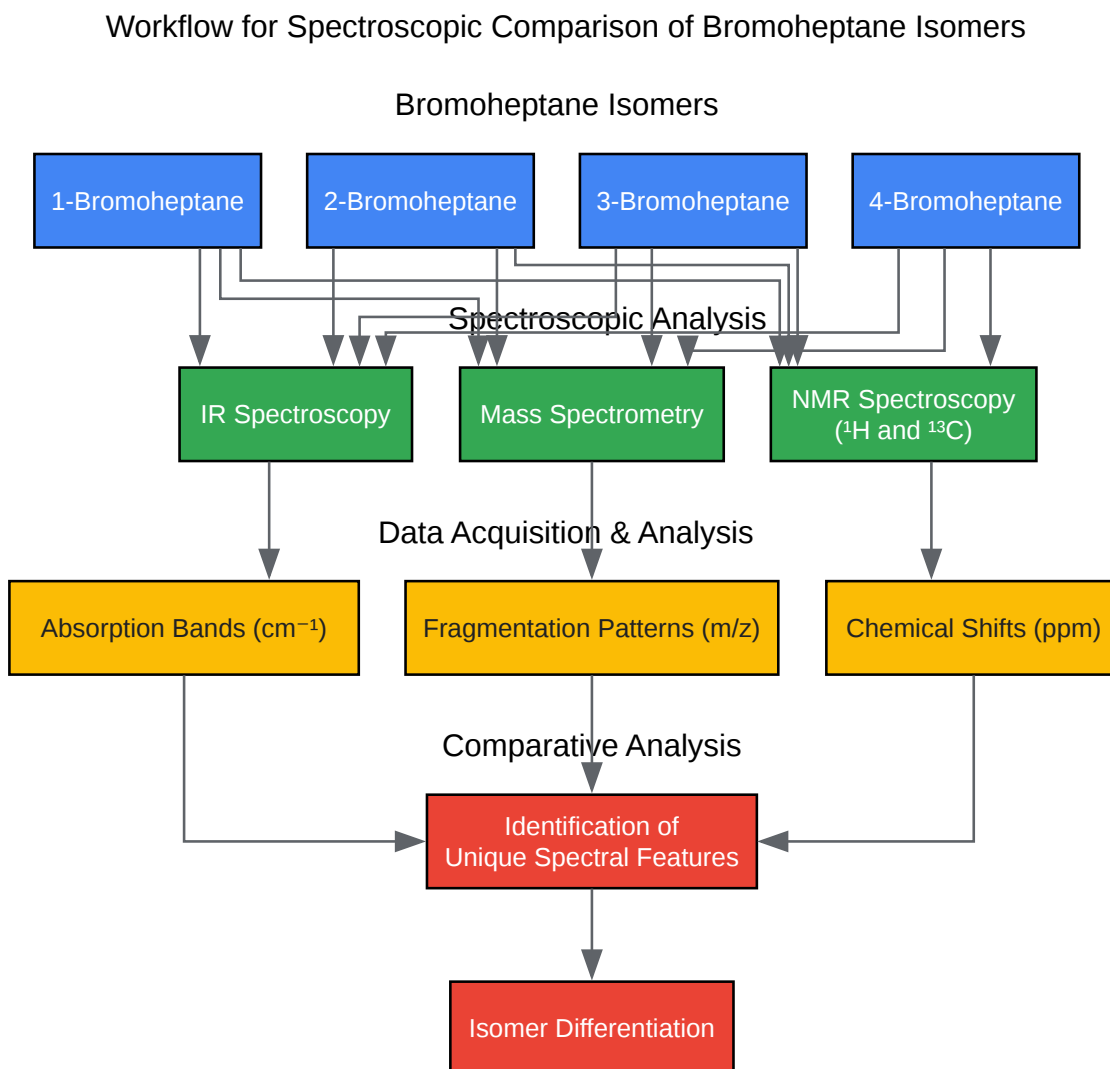 Workflow for Spectroscopic Comparison of Bromoheptane Isomers
Bromoheptane Isomers
1-Bromoheptane
2-Bromoheptane
3-Bromoheptane
4-Bromoheptane
Spectroscopic Analysis
IR Spectroscopy
Mass Spectrometry
NMR Spectroscopy
(¹H and ¹³C)
Data Acquisition & Analysis
Absorption Bands (cm⁻¹)
Fragmentation Patterns (m/z)
Chemical Shifts (ppm)
Comparative Analysis
Identification of
Unique Spectral Features
Isomer Differentiation